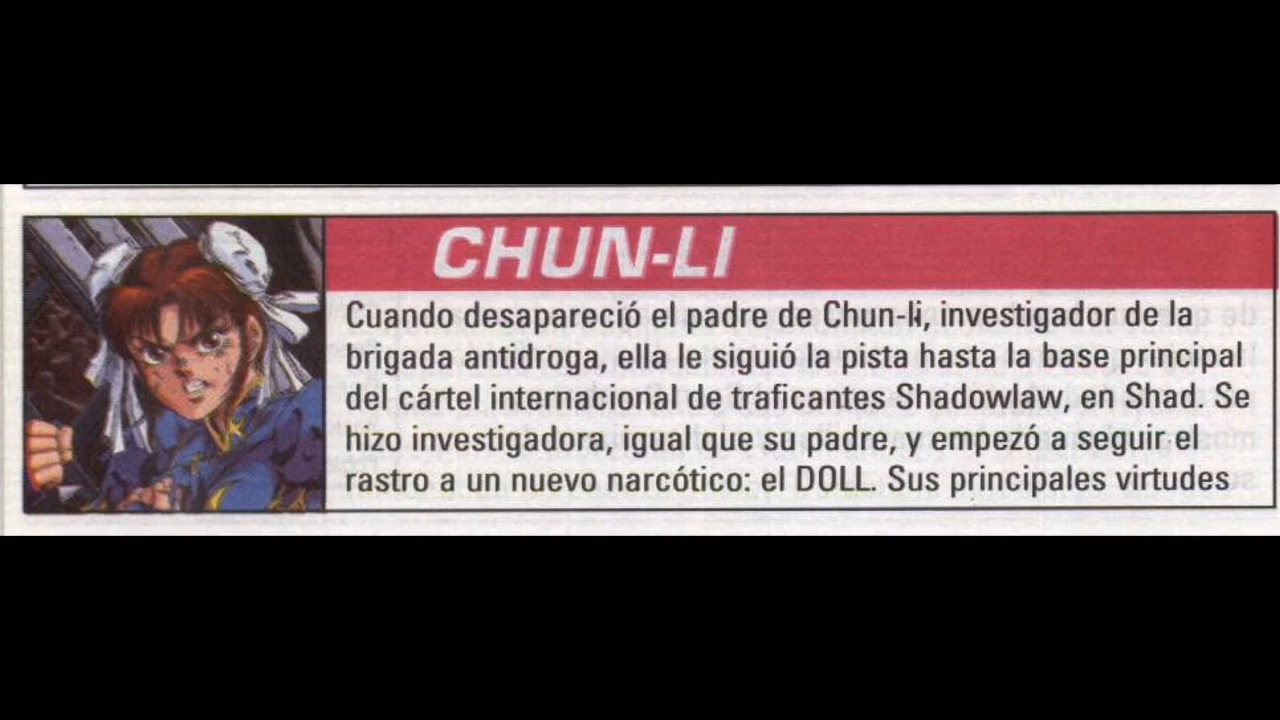 CHUN-LI
Cuando desapareció el padre de Chun-li, investigador de la
brigada antidroga, ella le siguió la pista hasta la base principal
del cártel internacional de traficantes Shadowlaw, en Shad. Se
hizo investigadora, igual que su padre, y empezó a seguir el
rastro a un nuevo narcótico: el DOLL. Sus principales virtudes